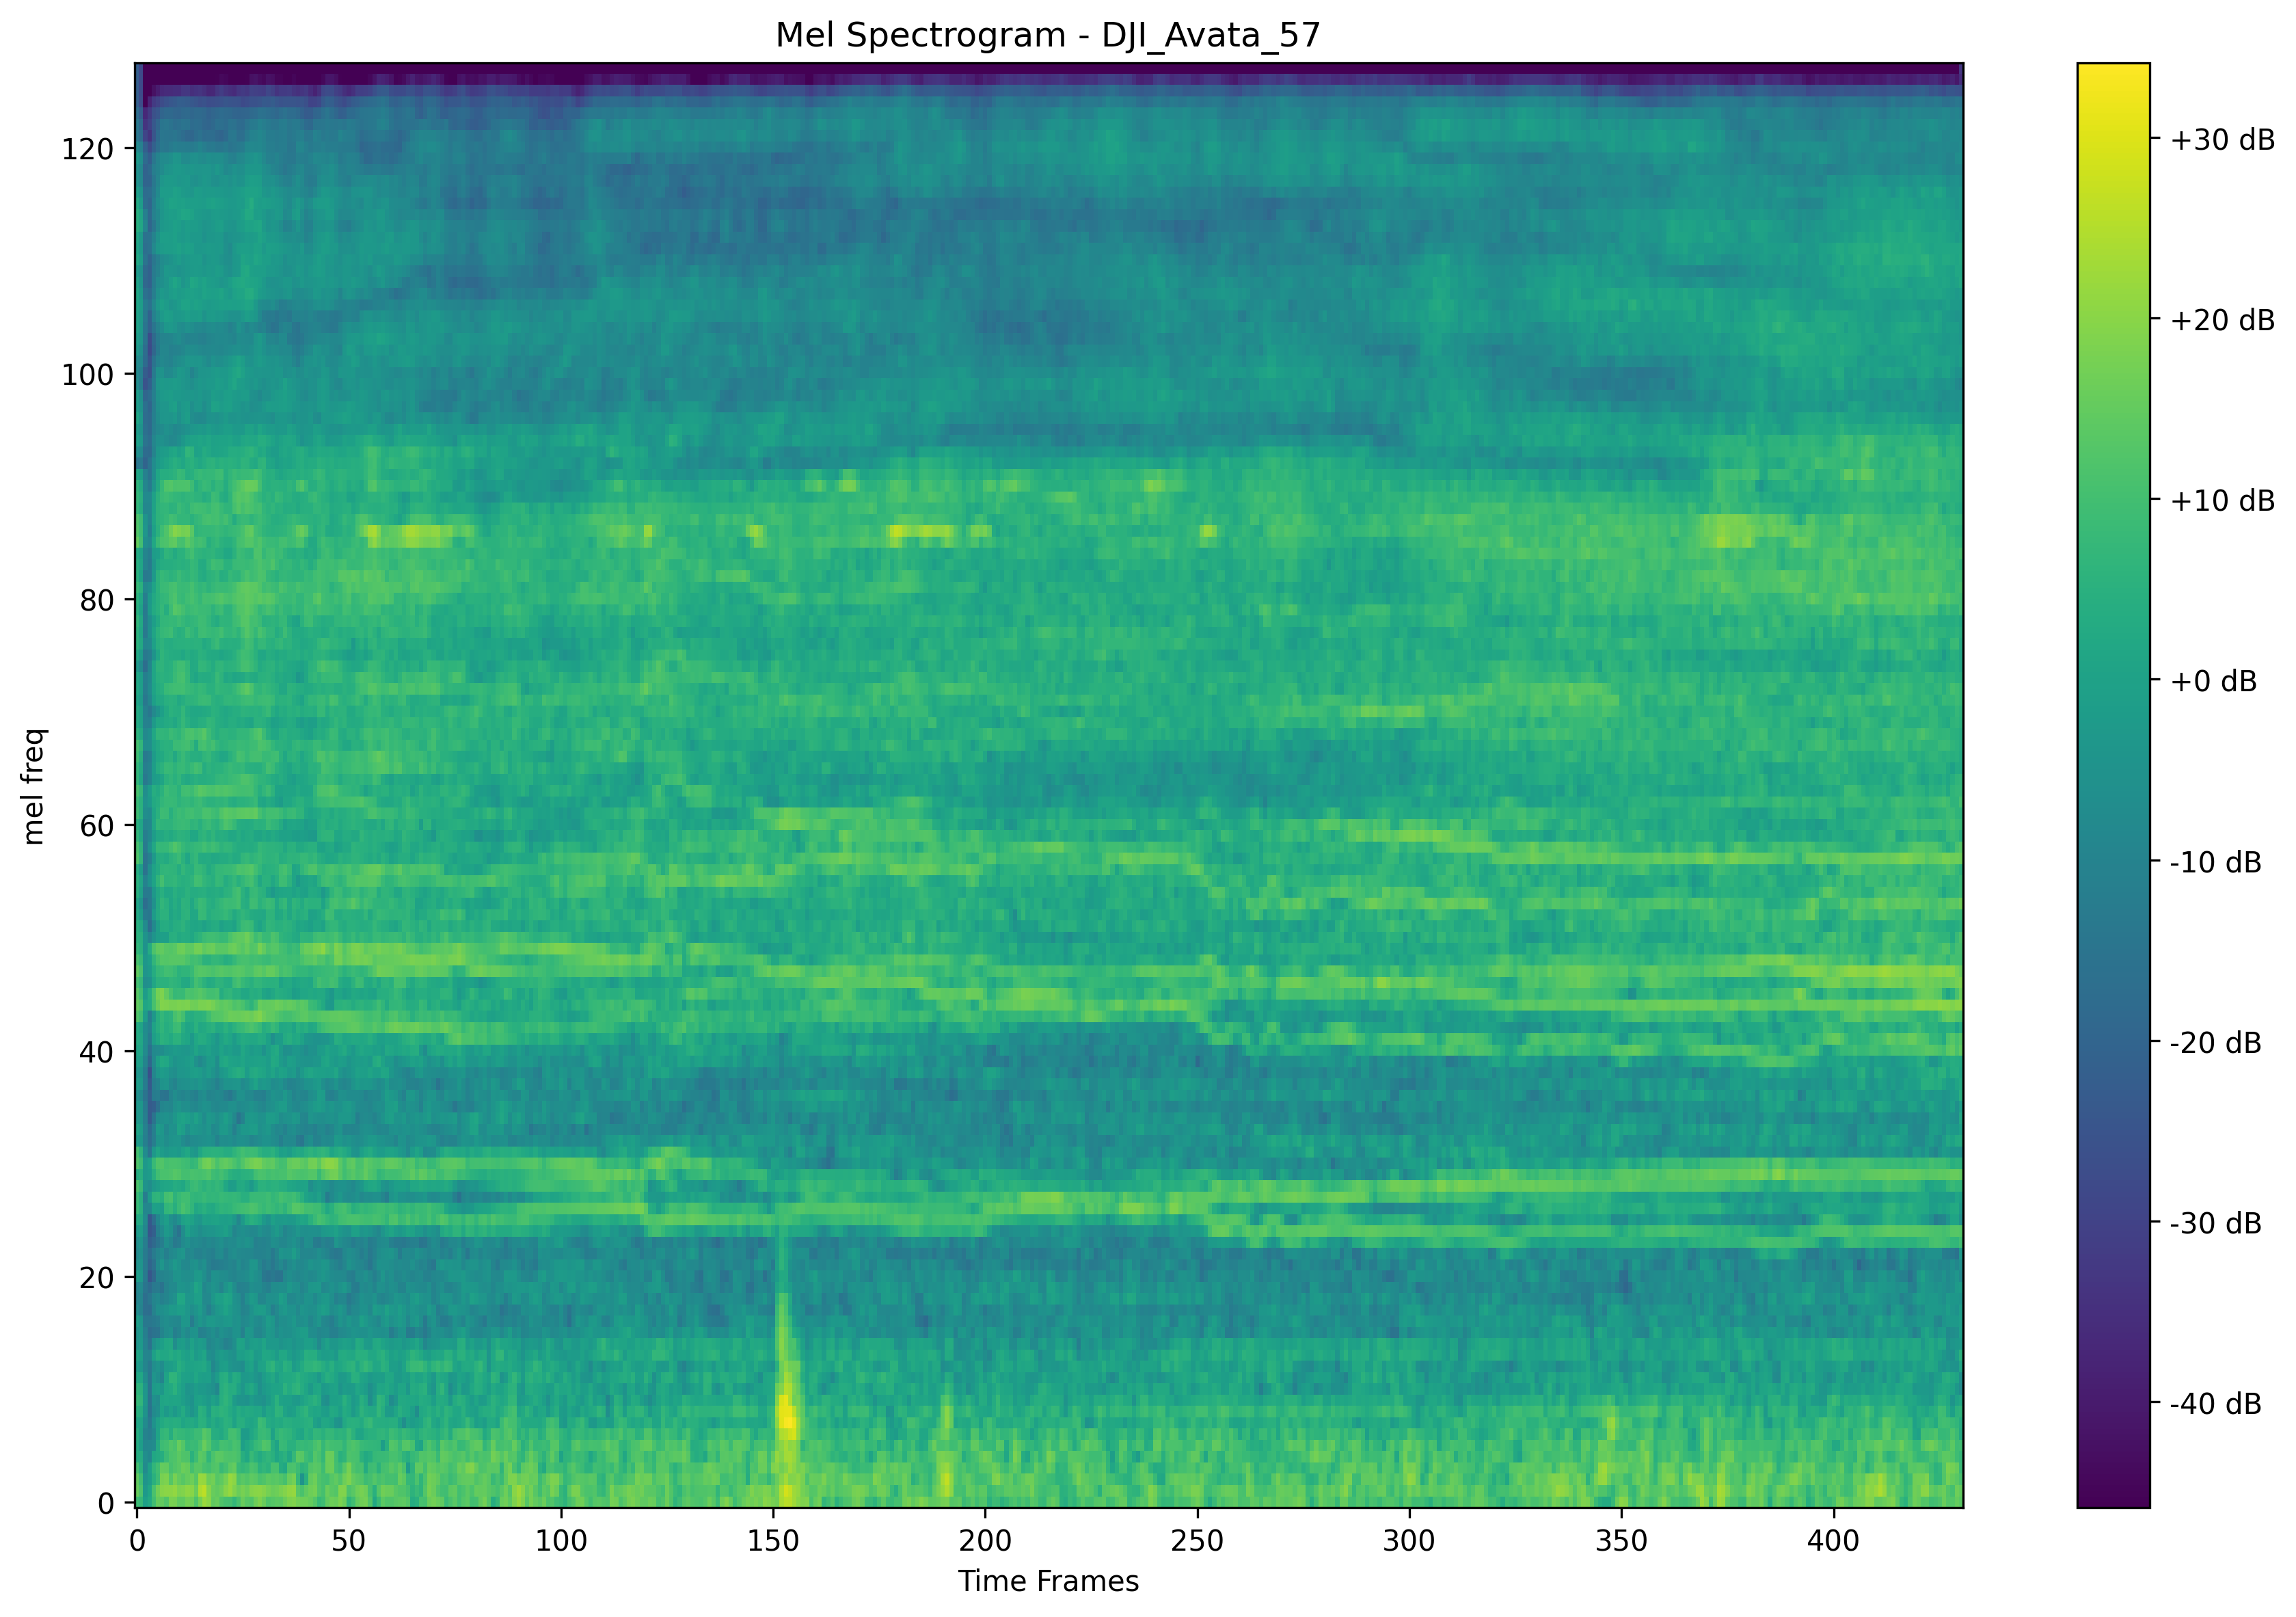 Mel Spectrogram - DJI_Avata_57
mel freq
120
100
80
60
40
20
0
0 50 100 150 200 250 300 350 400
Time Frames
+30 dB
+20 dB
+10 dB
+0 dB
-10 dB
-20 dB
-30 dB
-40 dB